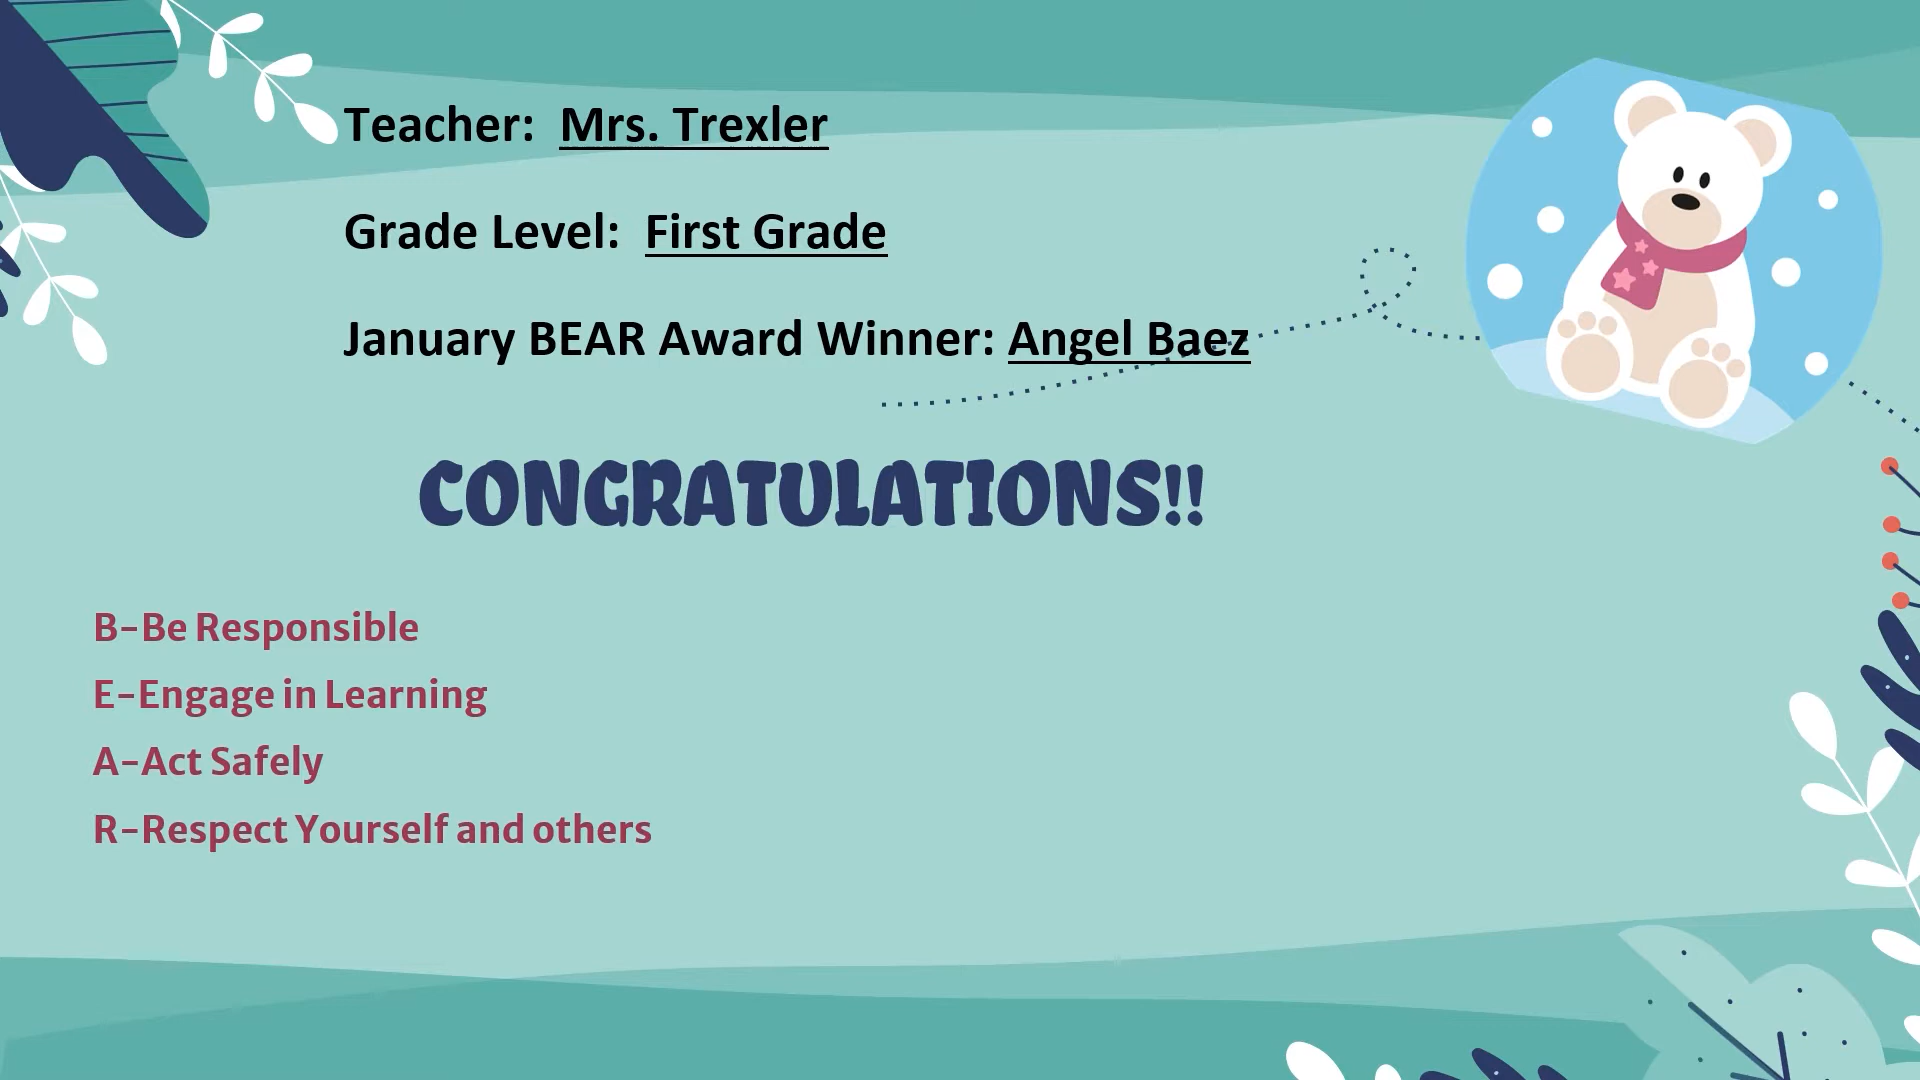 Teacher: Mrs. Trexler
Grade Level: First Grade
January BEAR Award Winner: Angel Baez
CONGRATULATIONS!!
B-Be Responsible
E-Engage in Learning
A-Act Safely
R-Respect Yourself and others